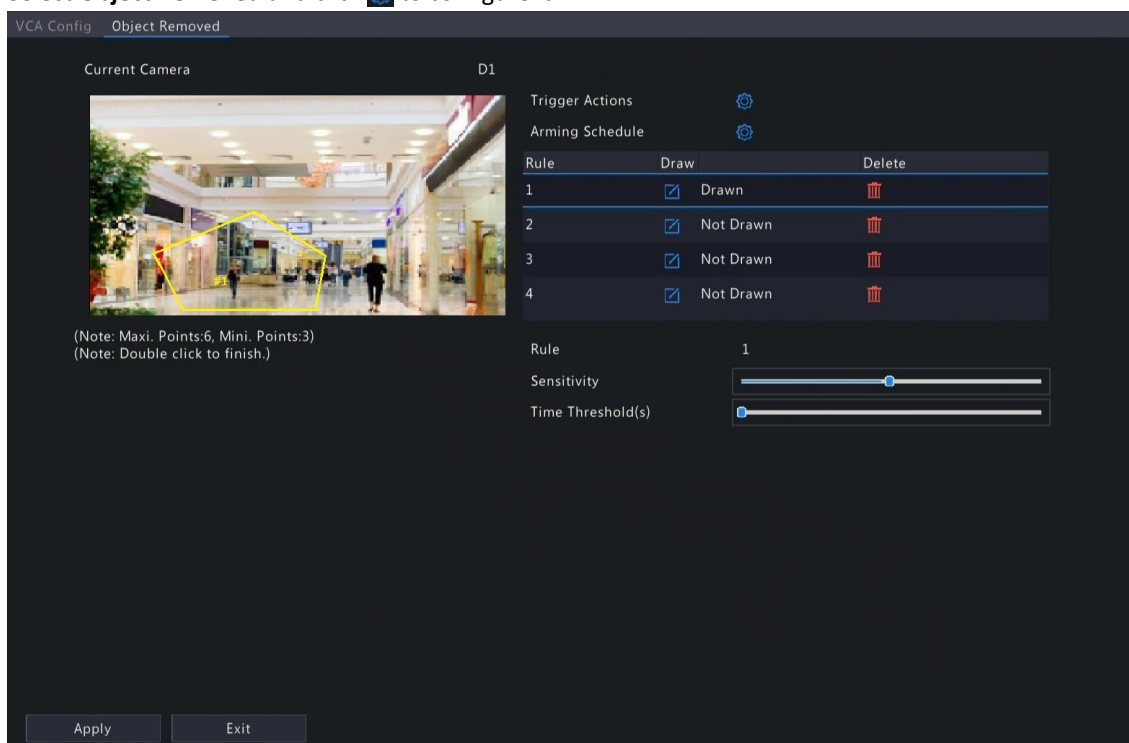 VCA Config Object Removed
Current Camera D1
#1
(Note: Maxi. Points:6, Mini. Points:3)
(Note: Double click to finish.)
Trigger Actions
Arming Schedule
Rule Draw Delete
1 Drawn
2 Not Drawn
3 Not Drawn
4 Not Drawn
Rule 1
Sensitivity
Time Threshold(s)
Apply Exit